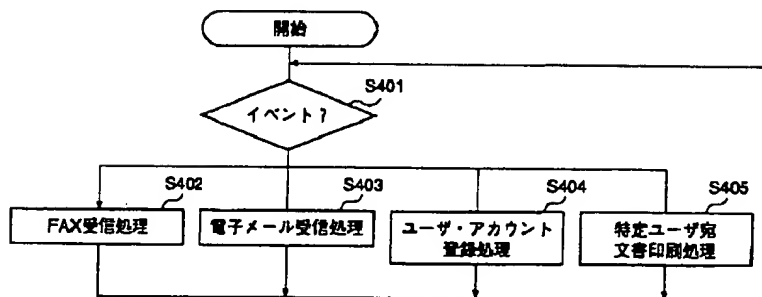 開始
S401
イベント？
S402
S403
S404
S405
FAX受信処理
電子メール受信処理
ユーザ・アカウント
登録処理
特定ユーザ宛
文書印刷処理